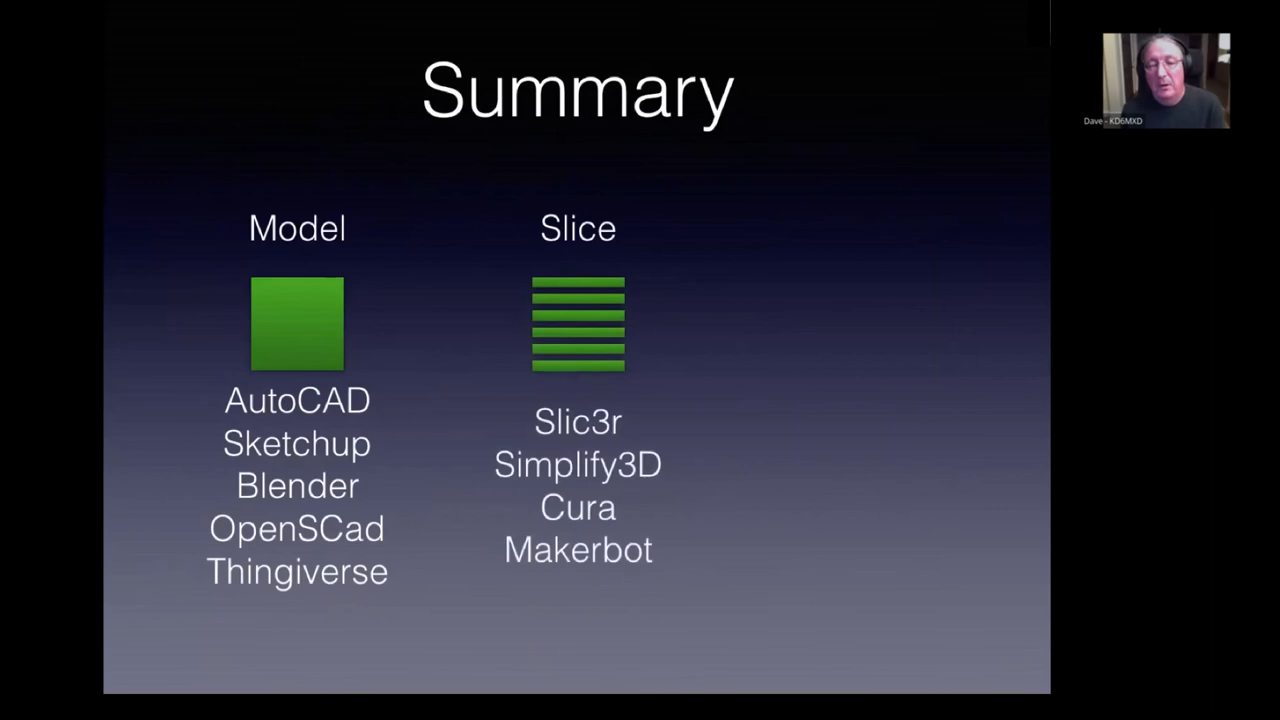 Summary
Model
AutoCAD
Sketchup
Blender
OpenSCad
Thingiverse
Slice
Slic3r
Simplify3D
Cura
Makerbot
Dave - KD6MXD